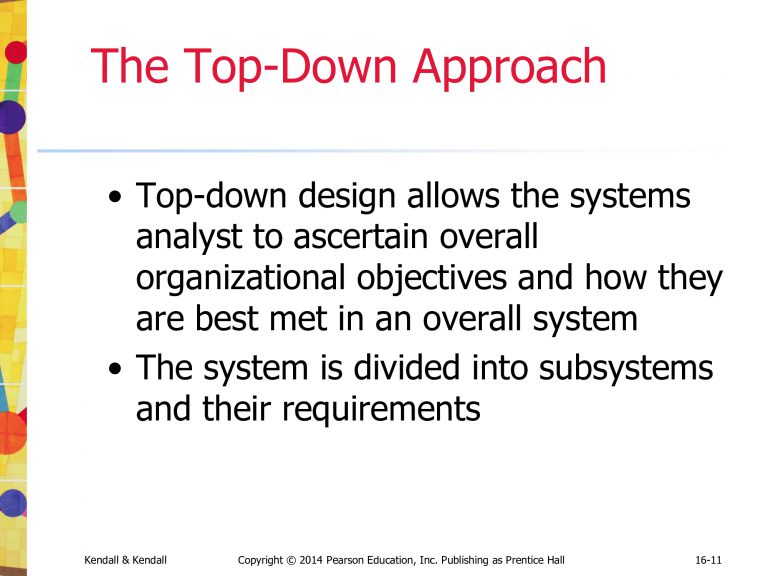 The Top-Down Approach
• Top-down design allows the systems
analyst to ascertain overall
organizational objectives and how they
are best met in an overall system
• The system is divided into subsystems
and their requirements
Kendall & Kendall Copyright © 2014 Pearson Education, Inc. Publishing as Prentice Hall 16-11